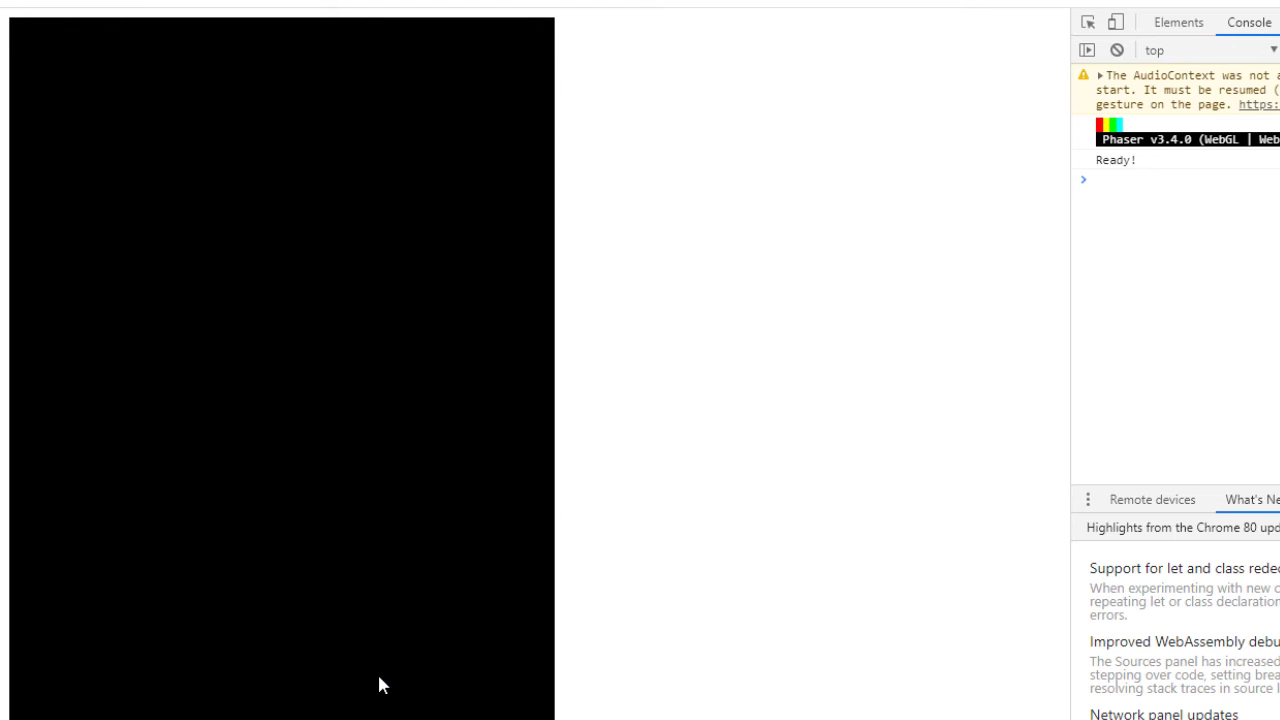 Elements Console
top
The AudioContext was not a
start. It must be resumed (
gesture on the page. https:
Phaser v3.4.0 (WebGL | Web
Ready!
Remote devices What's Ne
Highlights from the Chrome 80 upd
Support for let and class redec
When experimenting with new c
repeating let or class declaration
errors.
Improved WebAssembly debu
The Sources panel has increased
stepping over code, setting brea
resolving stack traces in source l
Network panel updates